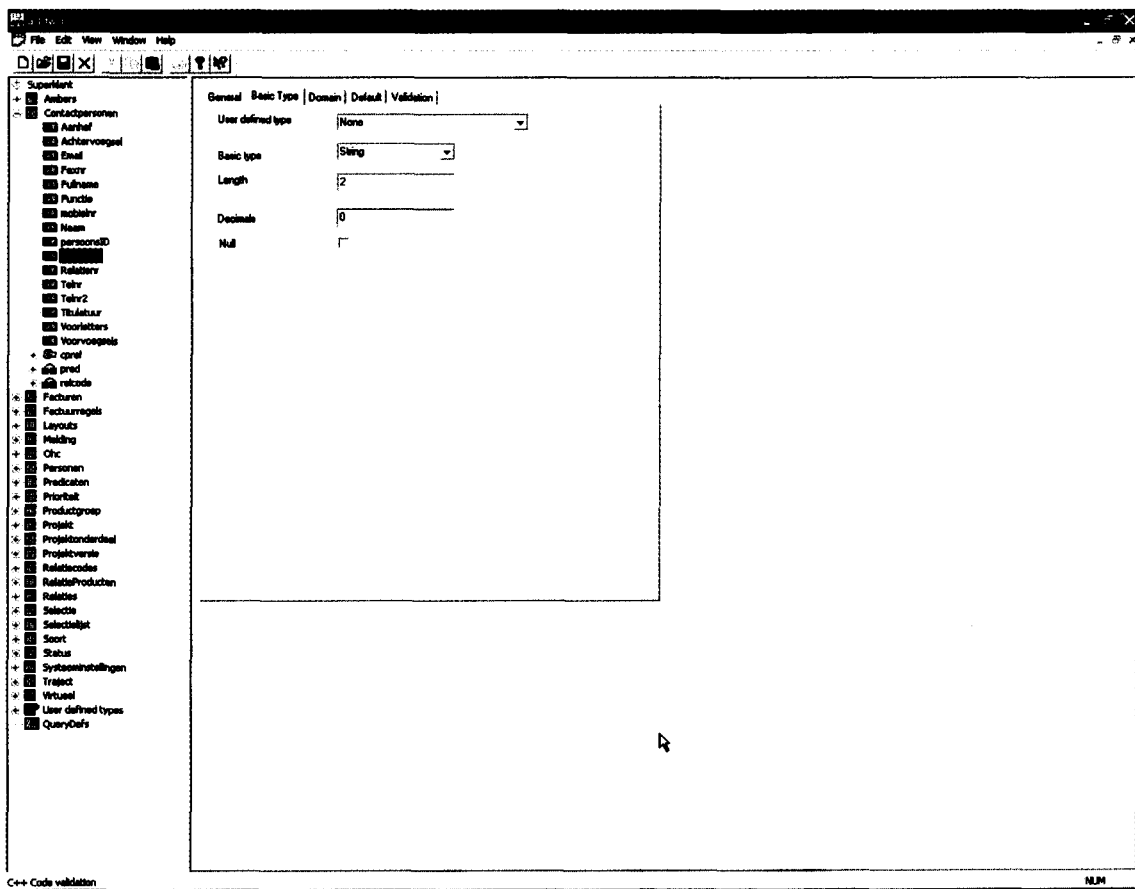 File Edit View Window Help
Superklant
Ambers
Contactpersonen
Aanhef
Achtervoegsel
Email
Faxnr
Fullname
Functie
mobielnr
Naam
persoonsID
Relatienr
Telnr
Telnr2
Titulatuur
Voorletters
Voorvoegsels
cprel
pred
relcode
Facturen
Factuurregels
Layouts
Melding
Ohc
Personen
Predicaten
Prioriteit
Productgroep
Projekt
Projektonderdeel
Projektversie
Relatiecodes
RelatieProducten
Relaties
Selectie
Selectielijst
Soort
Status
Systeeminstellingen
Traject
Virtueel
User defined types
QueryDefs
General Basic Type Domain Default Validation
User defined type None
Basic type String
Length 2
Decimals 0
Null
C++ Code validation NUM